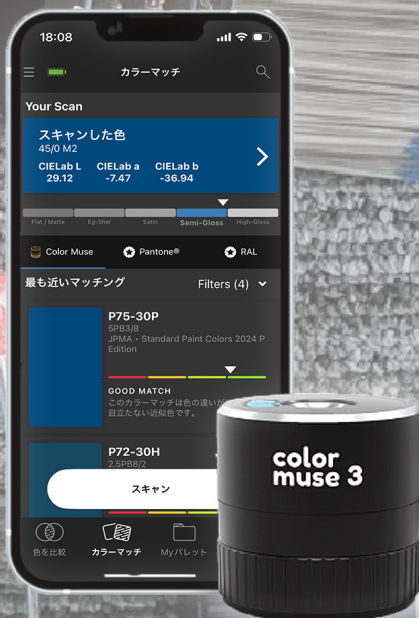 18:08
カラーマッチ
Your Scan
スキャンした色
45/0 M2
CIELab L CIELab a CIELab b
29.12 -7.47 -36.94
Flat / Matte Eg-Shel Satin Semi-Gloss High-Gloss
Color Muse Pantone® RAL
最も近いマッチング Filters (4)
P75-30P
5PB3/8
JPMA・Standard Paint Colors 2024 P
Edition
GOOD MATCH
このカラーマッチは色の違いが
目立たない近似色です。
P72-30H
2.5PB8/2
スキャン
色を比較 カラーマッチ Myパレット
color
muse 3